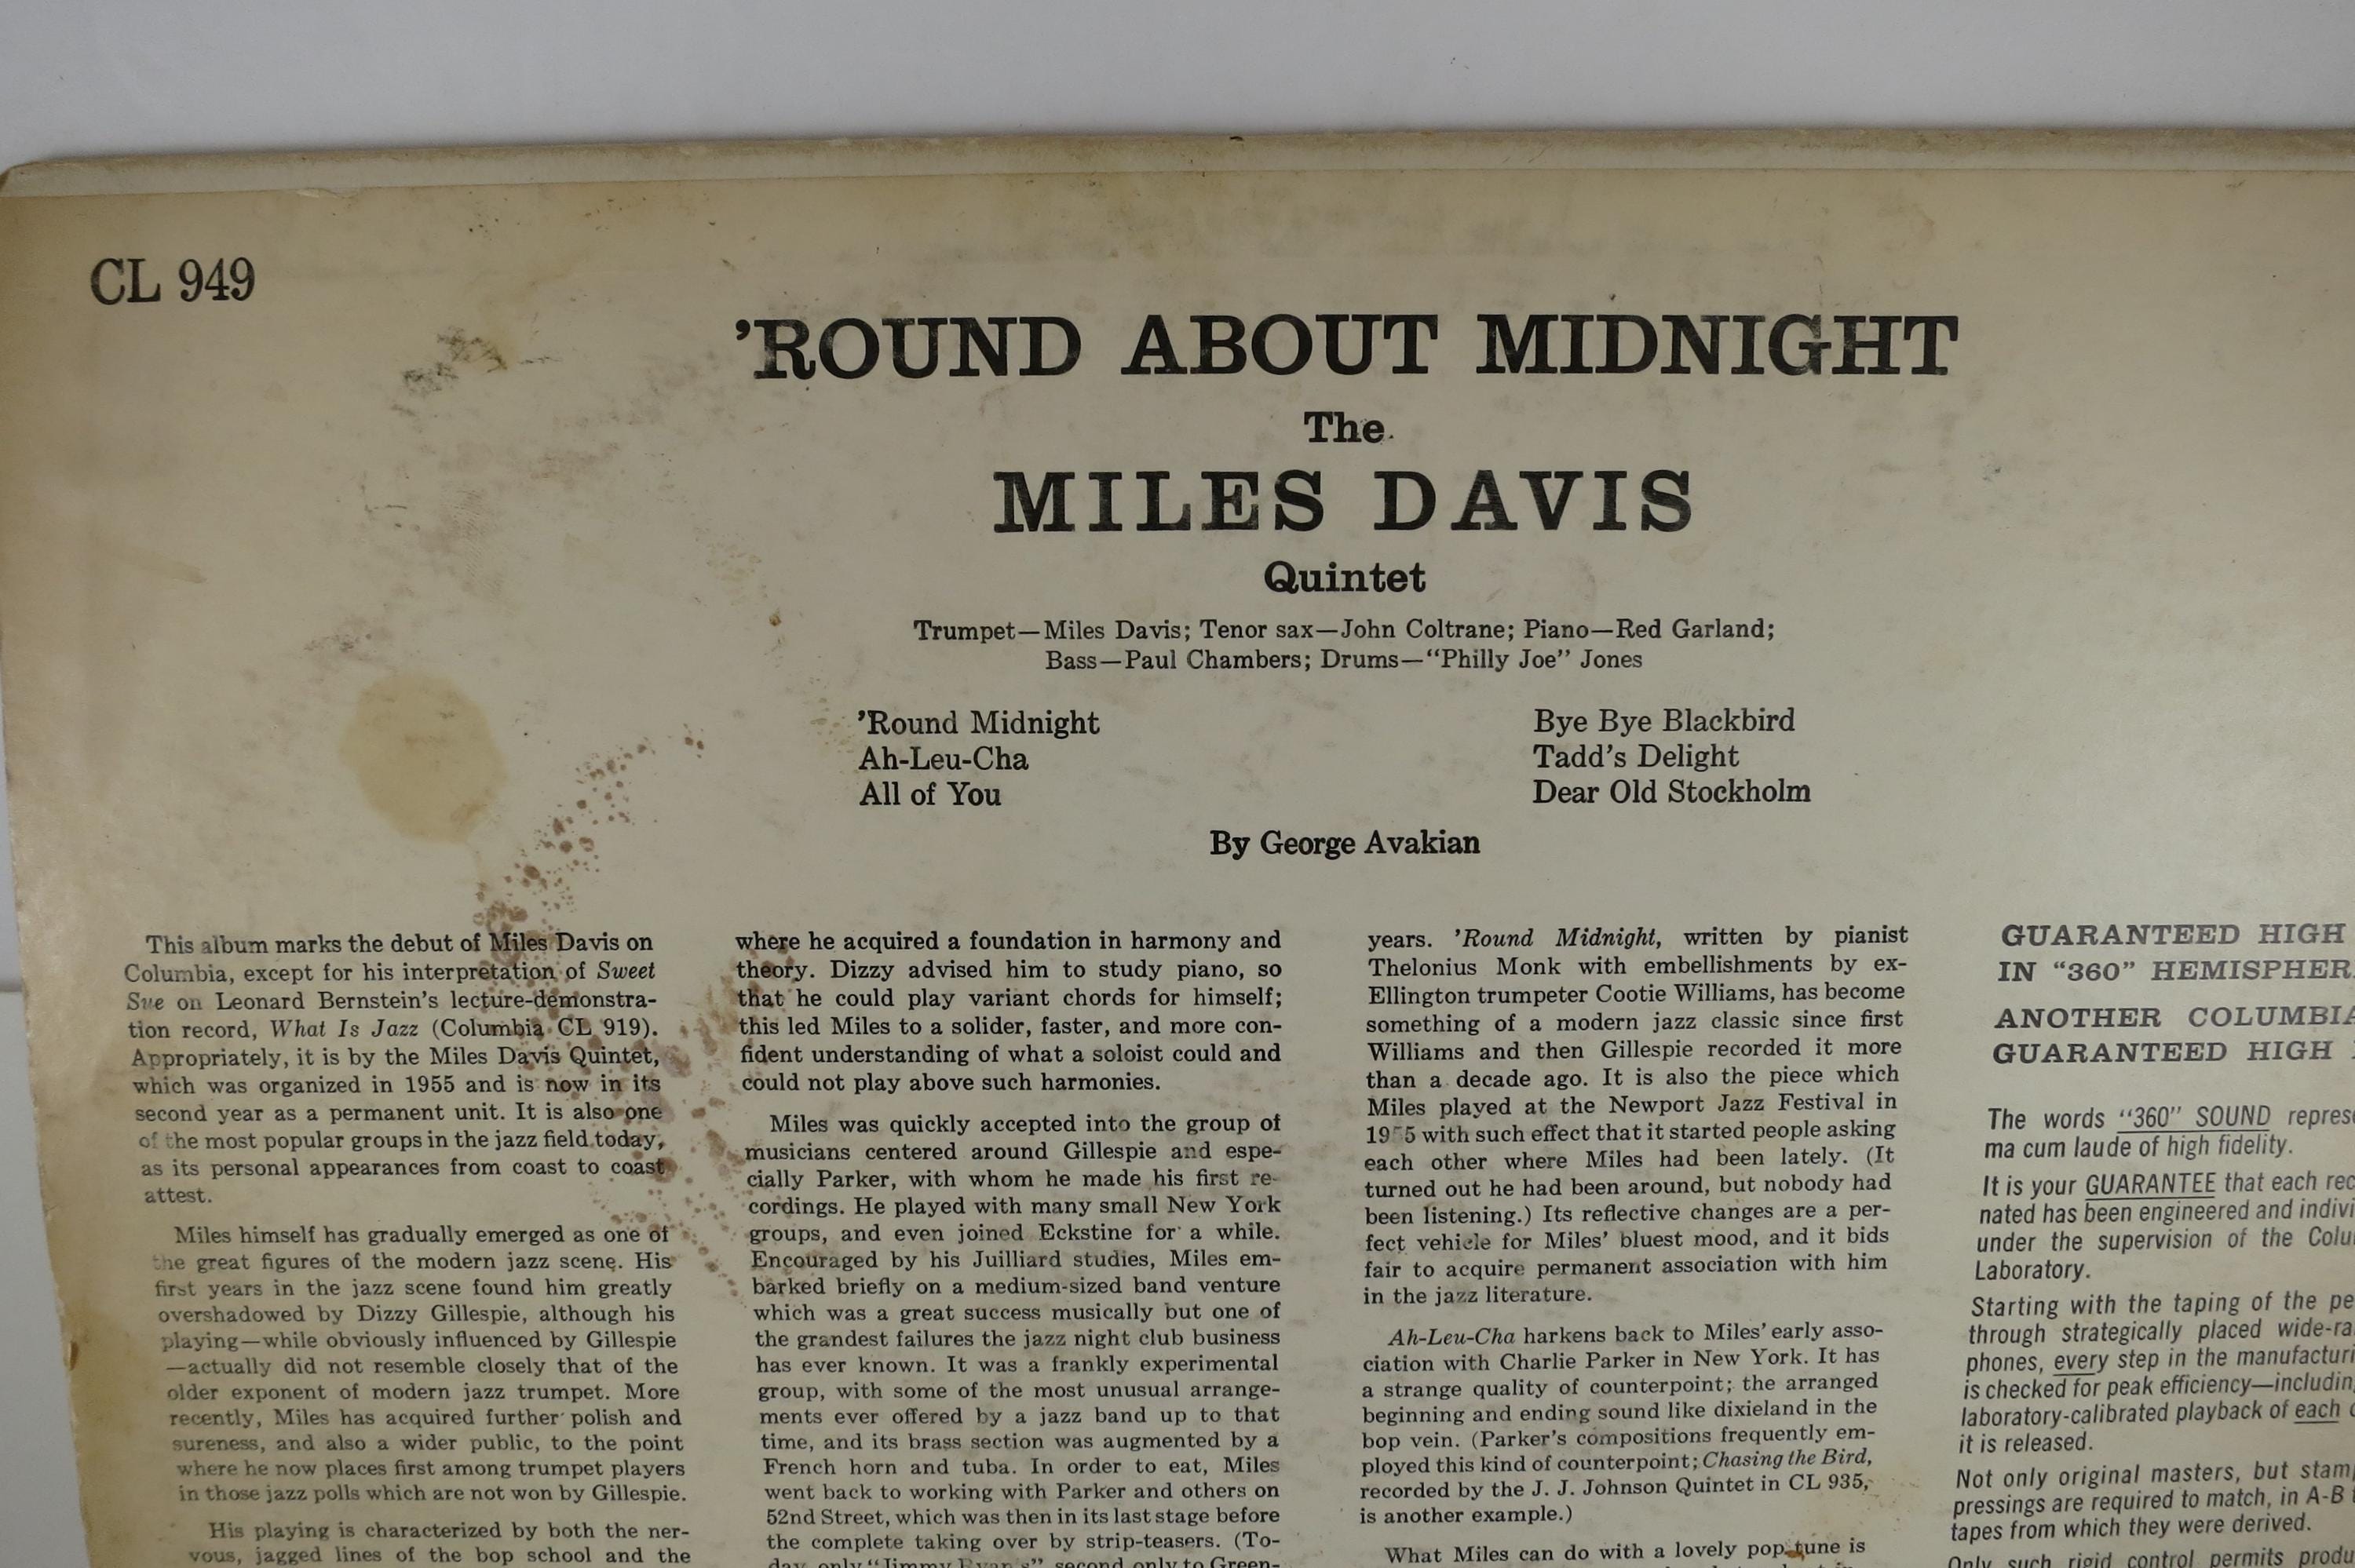 CL 949
’ROUND ABOUT MIDNIGHT
The
MILES DAVIS
Quintet
Trumpet—Miles Davis; Tenor sax—John Coltrane; Piano—Red Garland;
Bass—Paul Chambers; Drums—“Philly Joe” Jones
’Round Midnight
Ah-Leu-Cha
All of You
Bye Bye Blackbird
Tadd’s Delight
Dear Old Stockholm
By George Avakian
This album marks the debut of Miles Davis on
Columbia, except for his interpretation of Sweet
Sue on Leonard Bernstein’s lecture-demonstra-
tion record, What Is Jazz (Columbia CL 919).
Appropriately, it is by the Miles Davis Quintet,
which was organized in 1955 and is now in its
second year as a permanent unit. It is also one
of the most popular groups in the jazz field today,
as its personal appearances from coast to coast
attest.
Miles himself has gradually emerged as one of
the great figures of the modern jazz scene. His
first years in the jazz scene found him greatly
overshadowed by Dizzy Gillespie, although his
playing—while obviously influenced by Gillespie
—actually did not resemble closely that of the
older exponent of modern jazz trumpet. More
recently, Miles has acquired further polish and
sureness, and also a wider public, to the point
where he now places first among trumpet players
in those jazz polls which are not won by Gillespie.
His playing is characterized by both the ner-
vous, jagged lines of the bop school and the
where he acquired a foundation in harmony and
theory. Dizzy advised him to study piano, so
that he could play variant chords for himself;
this led Miles to a solider, faster, and more con-
fident understanding of what a soloist could and
could not play above such harmonies.
Miles was quickly accepted into the group of
musicians centered around Gillespie and espe-
cially Parker, with whom he made his first re-
cordings. He played with many small New York
groups, and even joined Eckstine for a while.
Encouraged by his Juilliard studies, Miles em-
barked briefly on a medium-sized band venture
which was a great success musically but one of
the grandest failures the jazz night club business
has ever known. It was a frankly experimental
group, with some of the most unusual arrange-
ments ever offered by a jazz band up to that
time, and its brass section was augmented by a
French horn and tuba. In order to eat, Miles
went back to working with Parker and others on
52nd Street, which was then in its last stage before
the complete taking over by strip-teasers. (To-
day only “Jimmy Ryan’s” second only to Green-
years. ’Round Midnight, written by pianist
Thelonius Monk with embellishments by ex-
Ellington trumpeter Cootie Williams, has become
something of a modern jazz classic since first
Williams and then Gillespie recorded it more
than a decade ago. It is also the piece which
Miles played at the Newport Jazz Festival in
1955 with such effect that it started people asking
each other where Miles had been lately. (It
turned out he had been around, but nobody had
been listening.) Its reflective changes are a per-
fect vehicle for Miles’ bluest mood, and it bids
fair to acquire permanent association with him
in the jazz literature.
Ah-Leu-Cha harkens back to Miles’ early asso-
ciation with Charlie Parker in New York. It has
a strange quality of counterpoint; the arranged
beginning and ending sound like dixieland in the
bop vein. (Parker’s compositions frequently em-
ployed this kind of counterpoint; Chasing the Bird,
recorded by the J. J. Johnson Quintet in CL 935,
is another example.)
What Miles can do with a lovely pop tune is
GUARANTEED HIGH
IN “360” HEMISPHER
ANOTHER COLUMBIA
GUARANTEED HIGH
The words “360” SOUND represe
ma cum laude of high fidelity.
It is your GUARANTEE that each rec
nated has been engineered and indivi
under the supervision of the Colu
Laboratory.
Starting with the taping of the pe
through strategically placed wide-ra
phones, every step in the manufacturi
is checked for peak efficiency—including
laboratory-calibrated playback of each
it is released.
Not only original masters, but stamp
pressings are required to match, in A-B t
tapes from which they were derived.
Only such rigid control permits produ